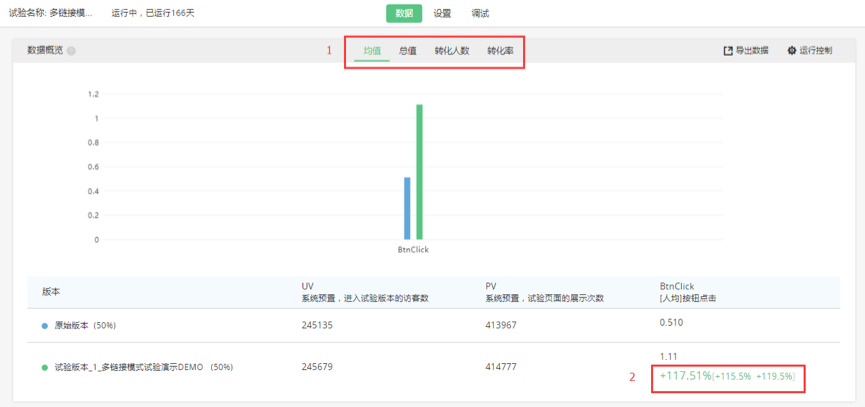 试验名称: 多链接模... 运行中，已运行166天 数据 设置 调试
数据概览 1 均值 总值 转化人数 转化率 导出数据 运行控制
1.2
1
0.8
0.6
0.4
0.2
0
BtnClick
版本 UV PV BtnClick
系统预置，进入试验版本的访客数 系统预置，试验页面的展示次数 [人均]按钮点击
原始版本 (50%) 245135 413967 0.510
试验版本_1_多链接模式试验演示DEMO (50%) 245679 414777 1.11
2 +117.51%[+115.5% +119.5%]